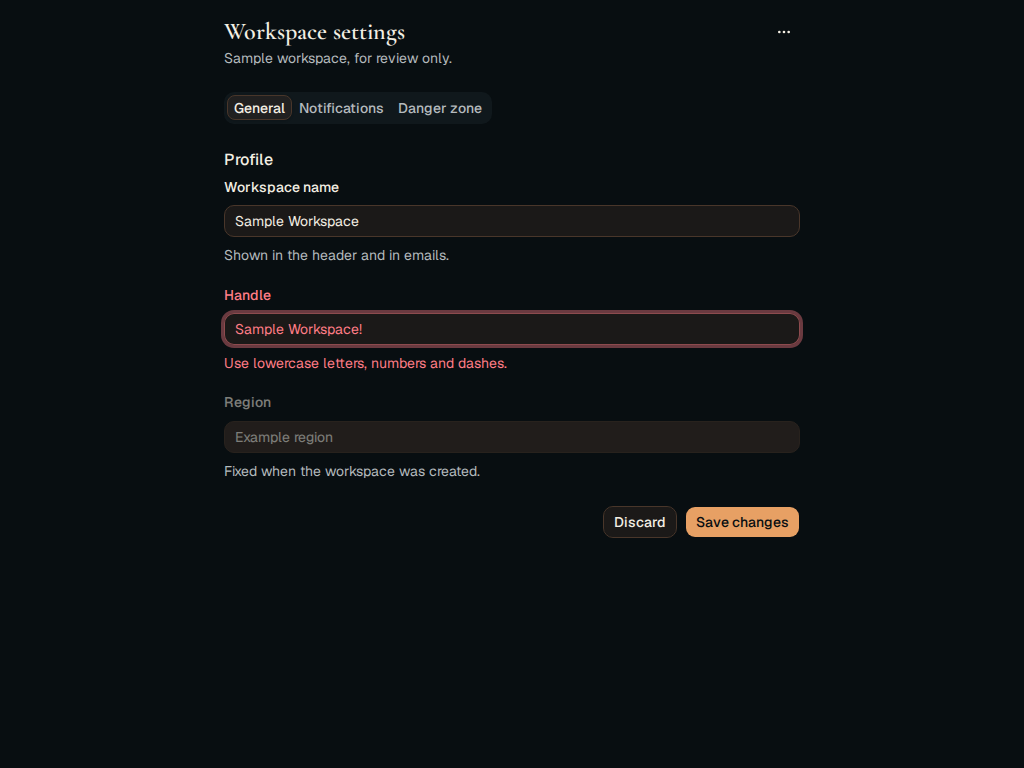 Workspace settings
Sample workspace, for review only.
General Notifications Danger zone
Profile
Workspace name
Sample Workspace
Shown in the header and in emails.
Handle
Sample Workspace!
Use lowercase letters, numbers and dashes.
Region
Example region
Fixed when the workspace was created.
Discard Save changes